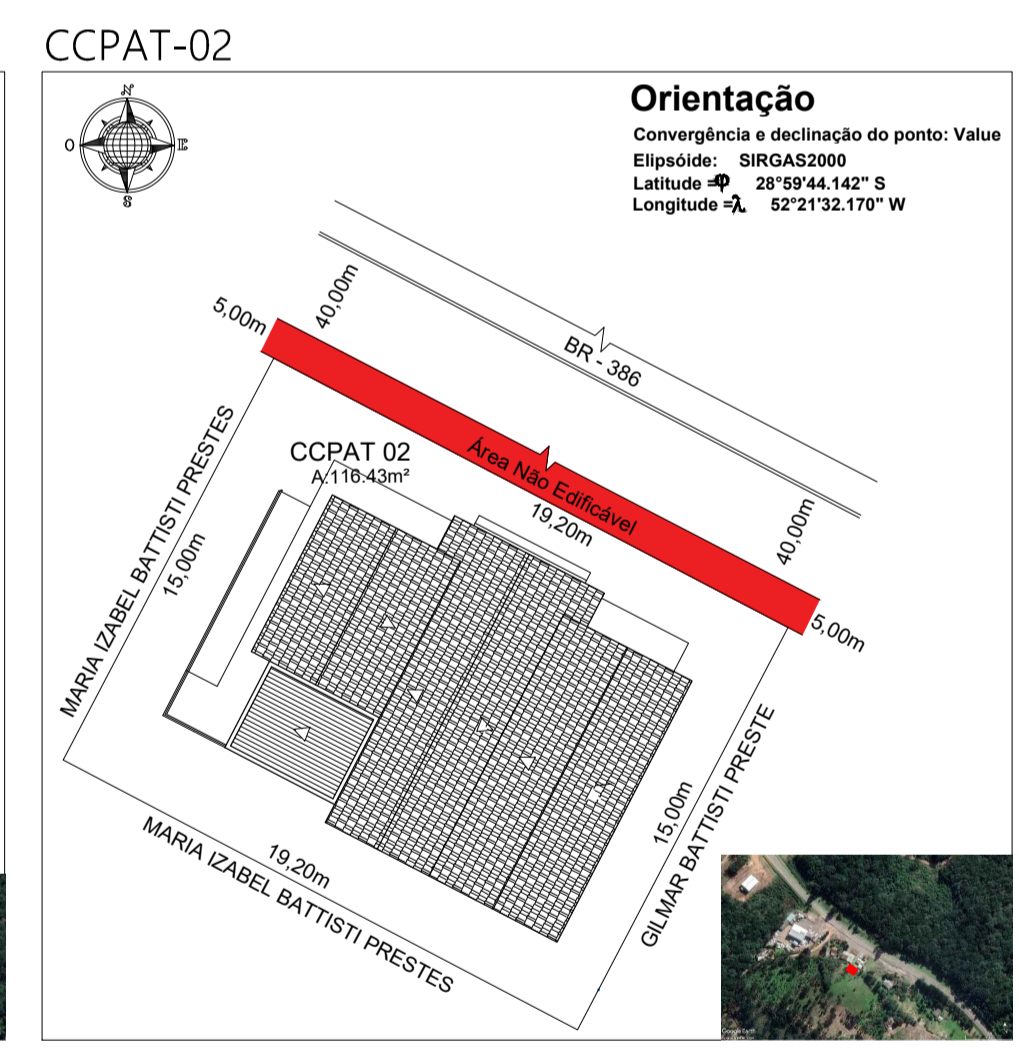 CCPAT-02
N
O
E
S
Orientação
Convergência e declinação do ponto: Value
Elipsóide: SIRGAS2000
Latitude =φ 28°59'44.142" S
Longitude =λ 52°21'32.170" W
5,00m
40,00m
BR - 386
Área Não Edificável
19,20m
40,00m
5,00m
CCPAT 02
A:116.43m²
MARIA IZABEL BATTISTI PRESTES
15,00m
15,00m
GILMAR BATTISTI PRESTE
19,20m
MARIA IZABEL BATTISTI PRESTES
Google Earth